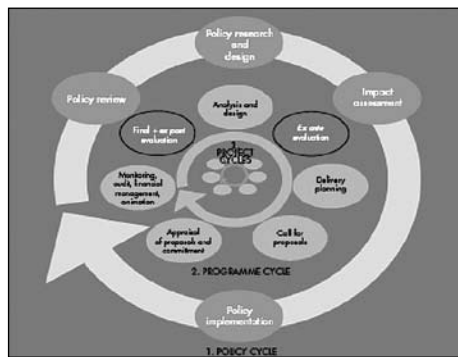 Policy research
and
design
Policy review
Impact
assessment
Analysis and
design
Final + ex post
evaluation
Ex ante
evaluation
3.
PROJECT
CYCLES
Monitoring,
audit, financial
management,
animation
Delivery
planning
Appraisal
of proposals and
commitment
Call for
proposals
2. PROGRAMME CYCLE
Policy
implementation
1. POLICY CYCLE